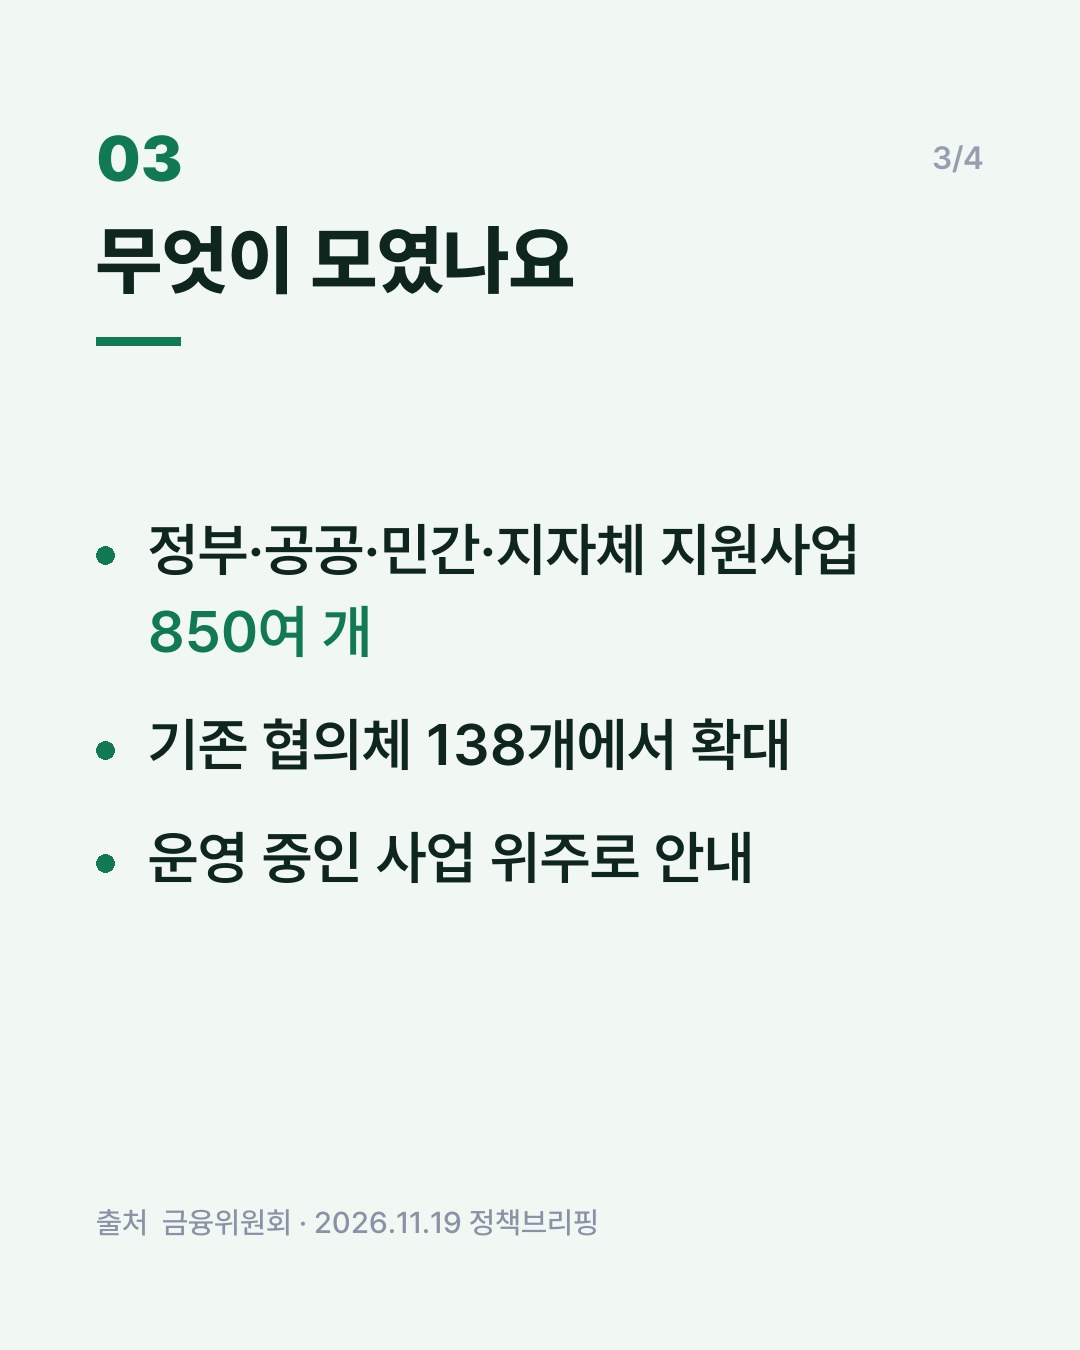 03
3/4
무엇이 모였나요
정부·공공·민간·지자체 지원사업
850여 개
기존 협의체 138개에서 확대
운영 중인 사업 위주로 안내
출처 금융위원회 · 2026.11.19 정책브리핑